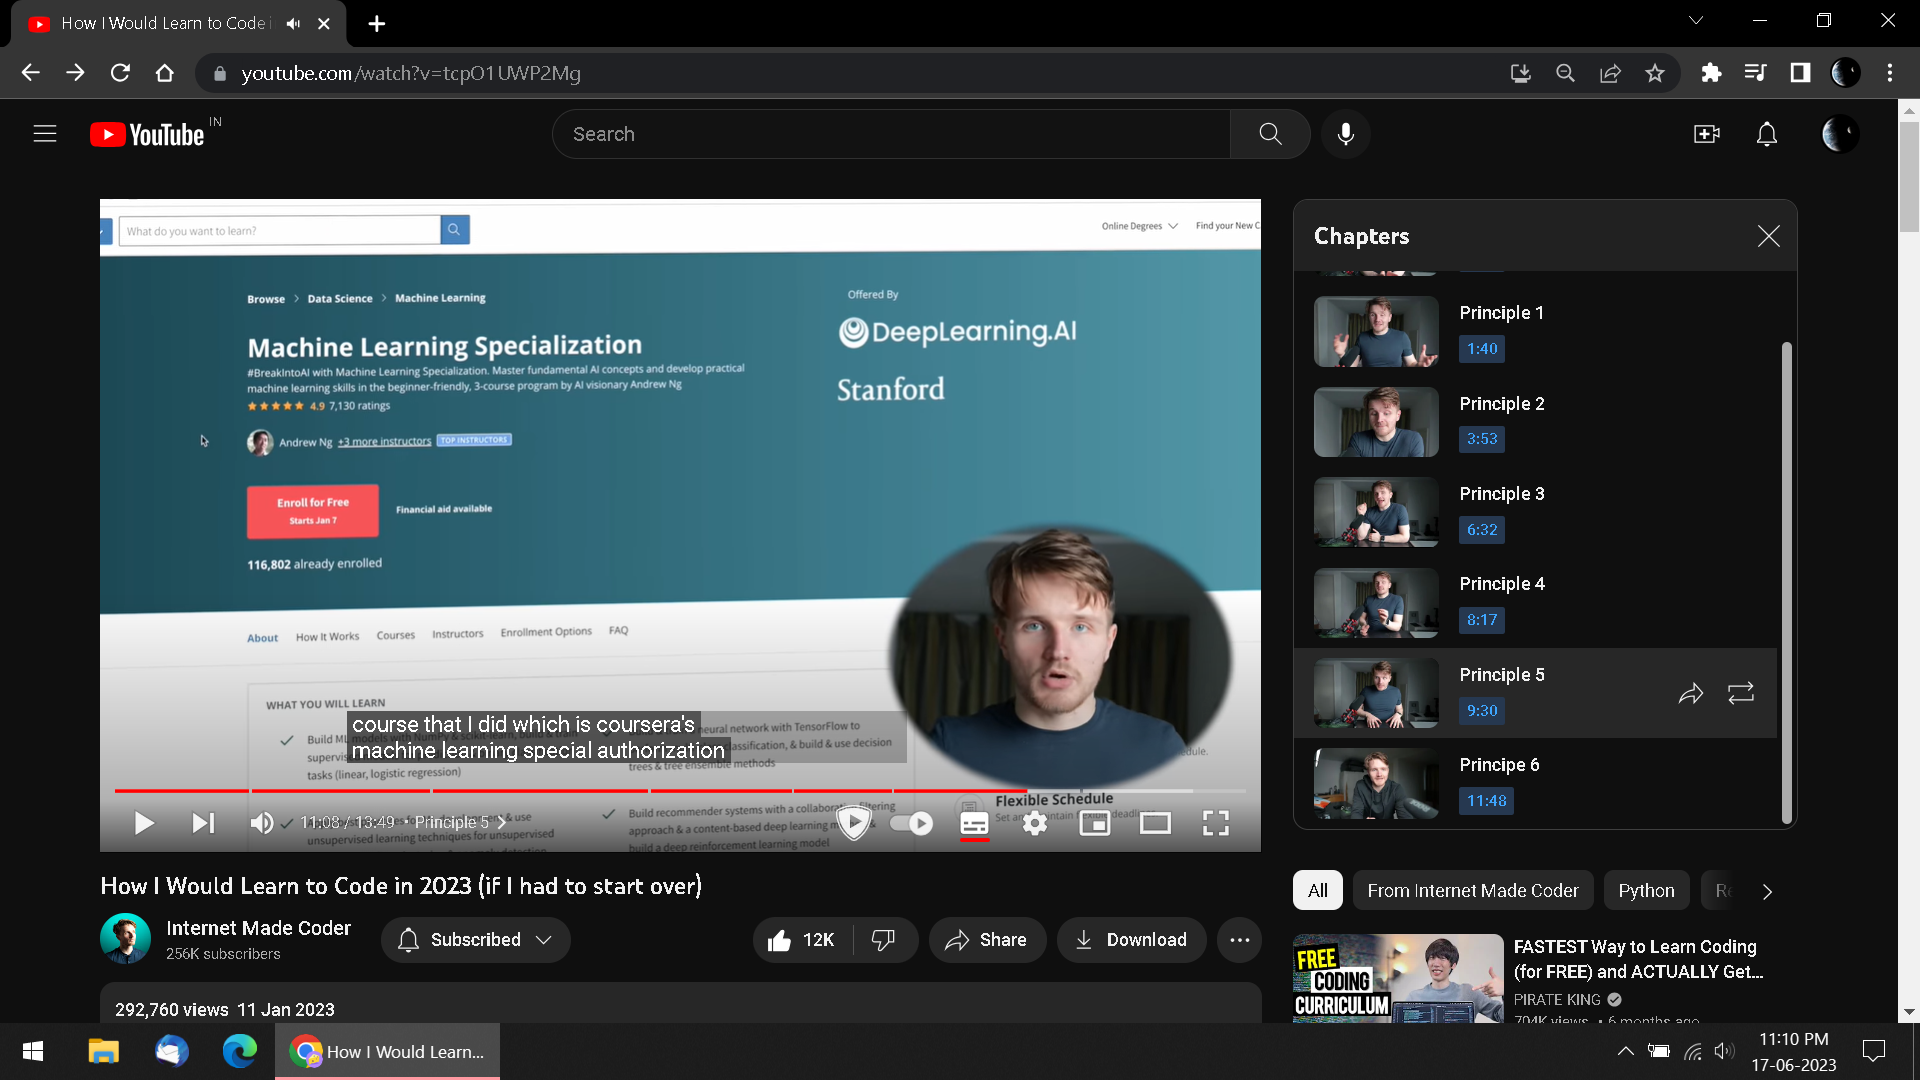 How I Would Learn to Code i
youtube.com/watch?v=tcpO1UWP2Mg
YouTube IN
Search
What do you want to learn?
Online Degrees
Find your New C
Browse > Data Science > Machine Learning
Offered By
Machine Learning Specialization
DeepLearning.AI
#BreakIntoAI with Machine Learning Specialization. Master fundamental AI concepts and develop practical
machine learning skills in the beginner-friendly, 3-course program by AI visionary Andrew Ng
Stanford
4.9 7,130 ratings
Andrew Ng +3 more instructors TOP INSTRUCTORS
Enroll for Free
Starts Jan 7
Financial aid available
116,802 already enrolled
About How It Works Courses Instructors Enrollment Options FAQ
WHAT YOU WILL LEARN
course that I did which is coursera's
machine learning special authorization
Build ML models with NumPy & scikit-learn, build & train
supervis
tasks (linear, logistic regression)
neural network with TensorFlow to
classification, & build & use decision
trees & tree ensemble methods
dule.
& use
unsupervised learning techniques for unsupervised
Build recommender systems with a collaborative filtering
approach & a content-based deep learning
build a deep reinforcement learning model
Flexible Schedule
Set and maintain flexible deadlines
11:08 / 13:49 • Principle 5 >
Chapters
Principle 1
1:40
Principle 2
3:53
Principle 3
6:32
Principle 4
8:17
Principle 5
9:30
Principe 6
11:48
How I Would Learn to Code in 2023 (if I had to start over)
Internet Made Coder
256K subscribers
Subscribed
12K
Share
Download
292,760 views 11 Jan 2023
All
From Internet Made Coder
Python
Re
FREE
CODING
CURRICULUM
FASTEST Way to Learn Coding
(for FREE) and ACTUALLY Get...
PIRATE KING
704K views • 6 months ago
How I Would Learn...
11:10 PM
17-06-2023